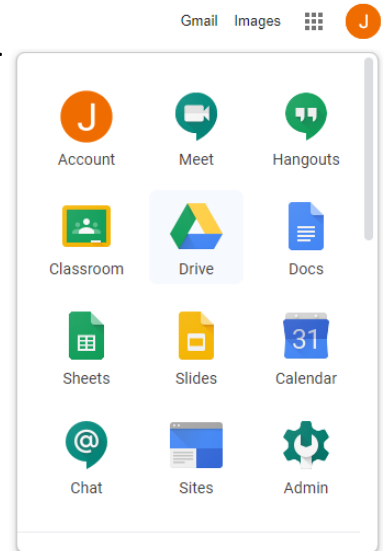 Gmail Images J
J
Account Meet Hangouts
Classroom Drive Docs
31
Sheets Slides Calendar
@
Chat Sites Admin